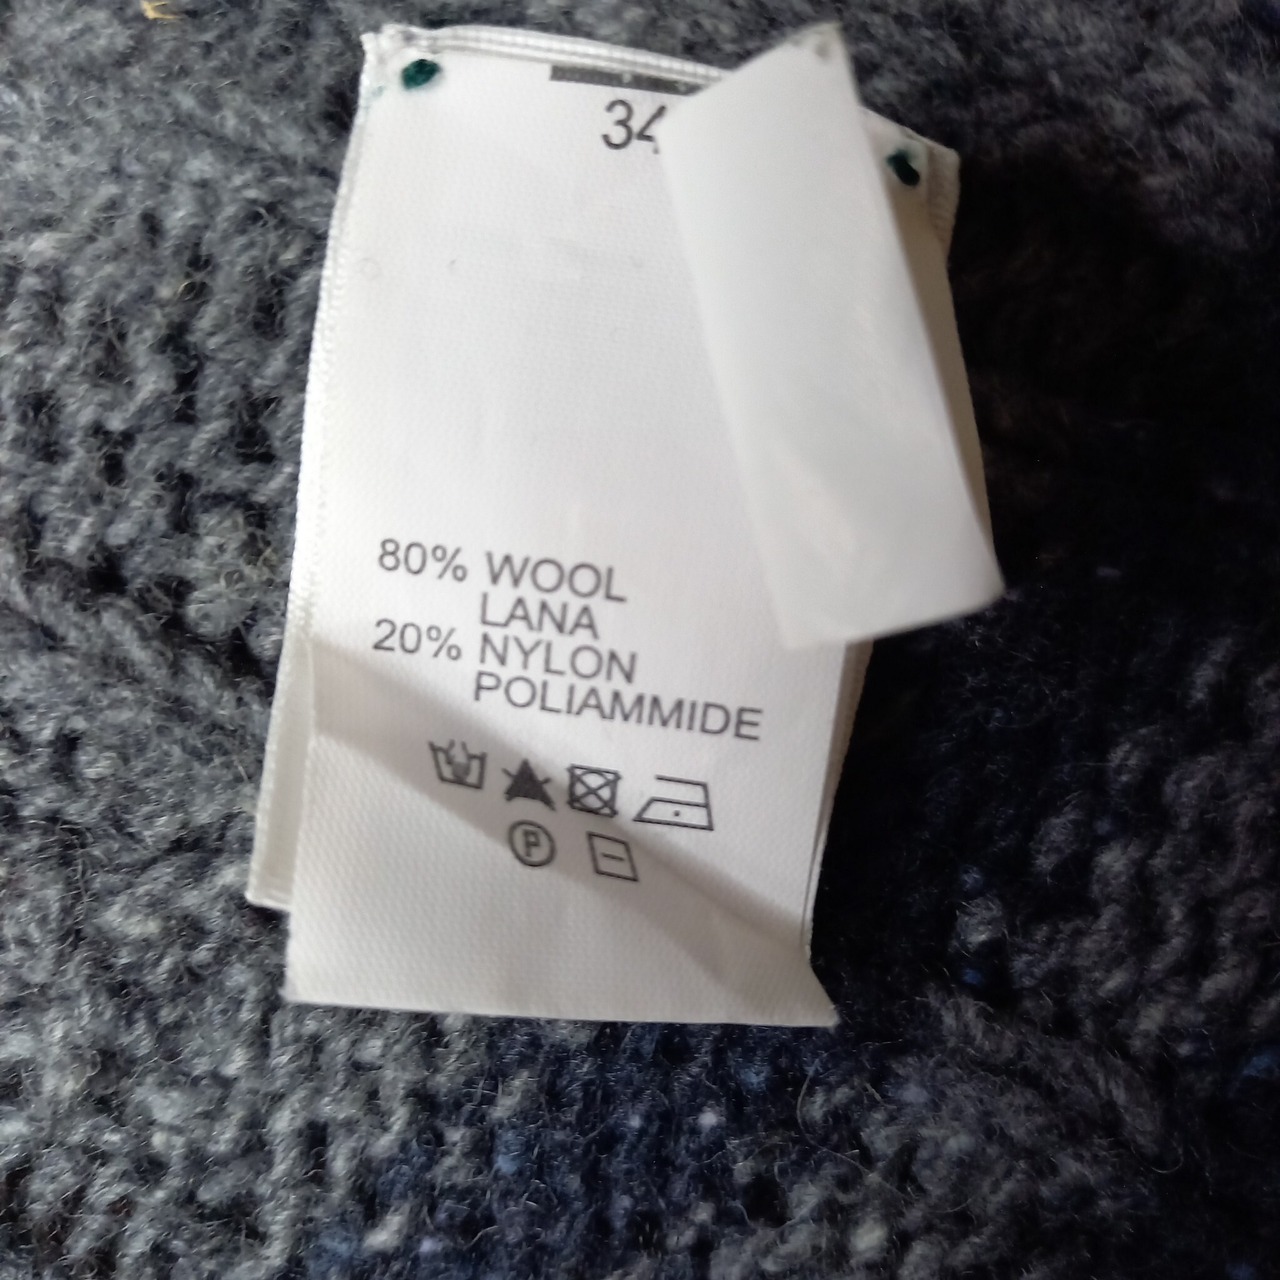 34
80% WOOL
LANA
20% NYLON
POLIAMMIDE
P